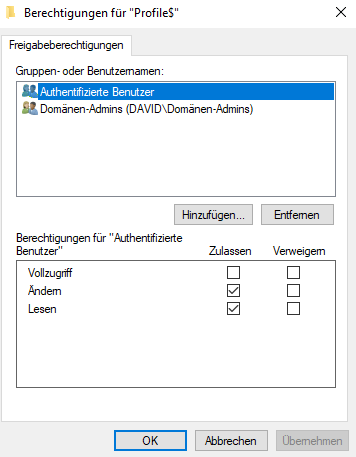 Berechtigungen für "Profile$"
Freigabeberechtigungen
Gruppen- oder Benutzernamen:
Authentifizierte Benutzer
Domänen-Admins (DAVID\Domänen-Admins)
Hinzufügen... Entfernen
Berechtigungen für "Authentifizierte
Benutzer" Zulassen Verweigern
Vollzugriff
Ändern
Lesen
OK Abbrechen Übernehmen